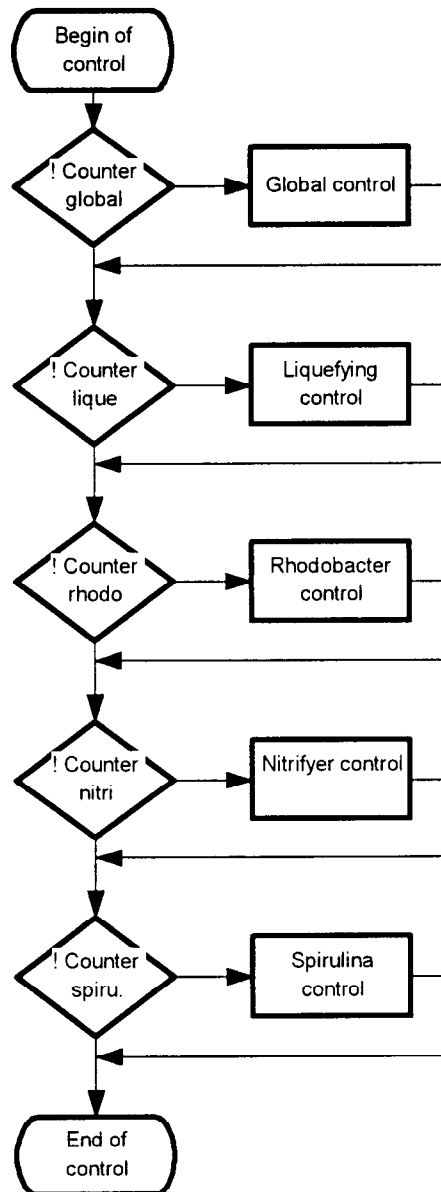 Begin of
control
! Counter
global
Global control
! Counter
lique
Liquefying
control
! Counter
rhodo
Rhodobacter
control
! Counter
nitri
Nitrifyer control
! Counter
spiru.
Spirulina
control
End of
control